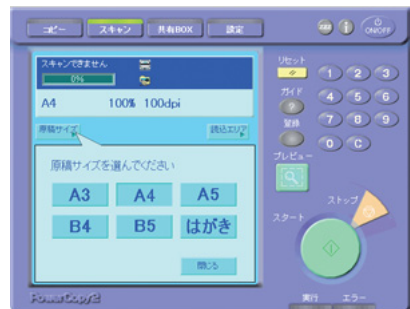 コピー スキャン 共有BOX 設定
ON/OFF
スキャンできません
0%
A4 100% 100dpi
原稿サイズ 読込エリア
原稿サイズを選んでください
A3 A4 A5
B4 B5 はがき
閉じる
リセット
1 2 3
ガイド
?
4 5 6
登録
7 8 9
0 C
プレビュー
ストップ
スタート
実行 エラー
PowerCopy2